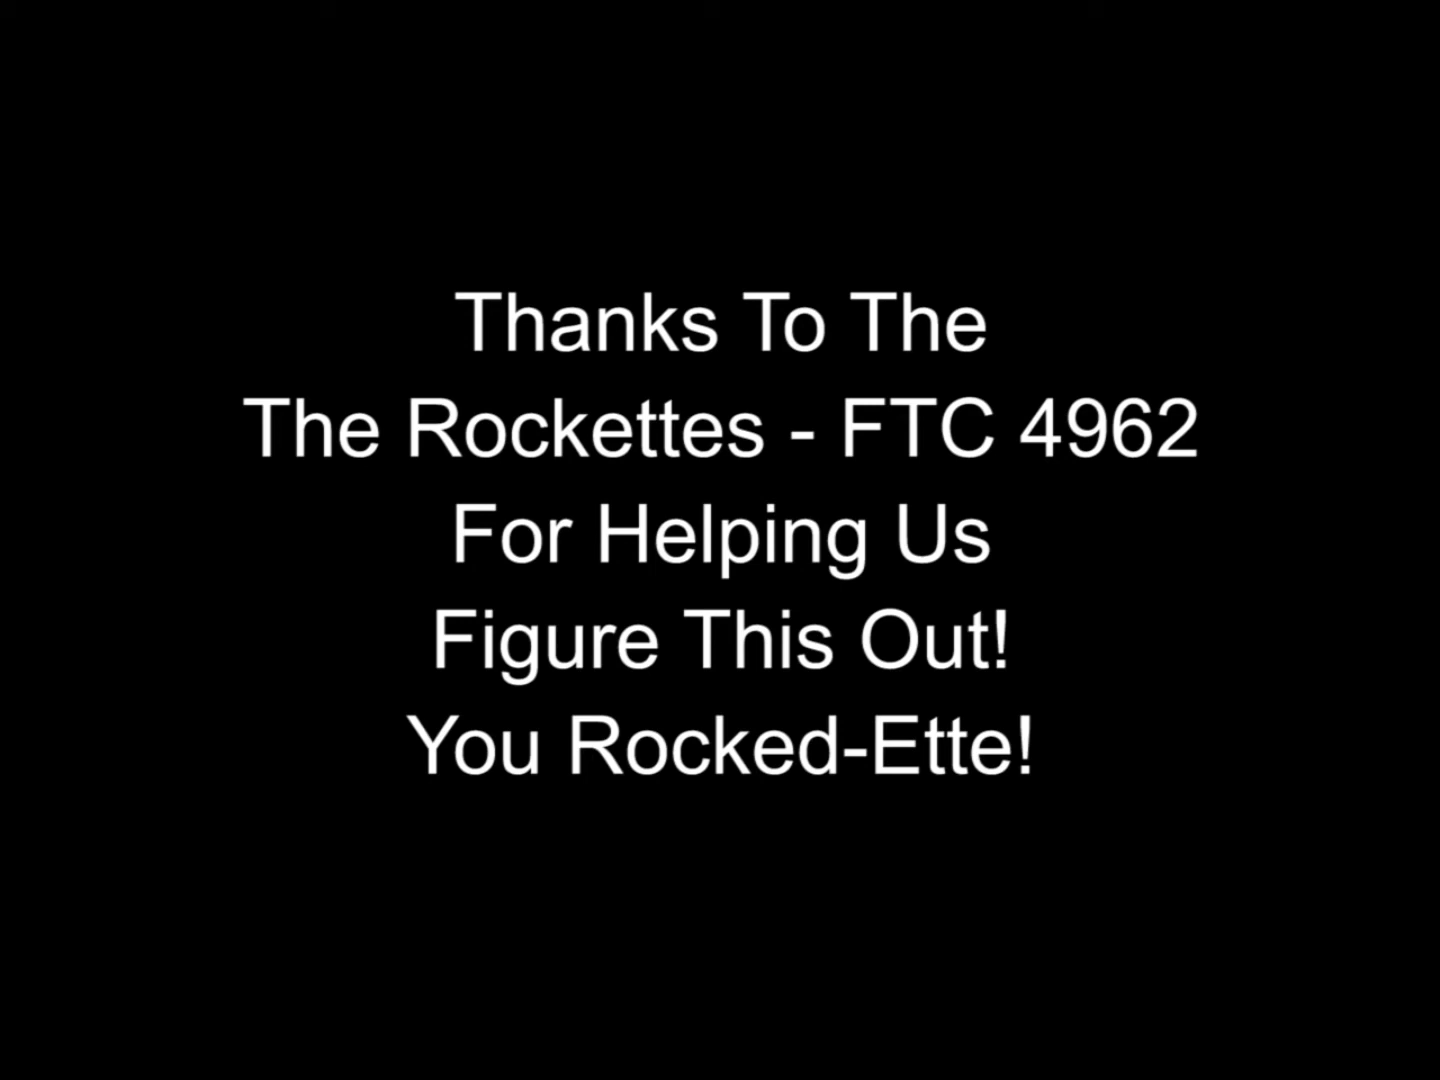 Thanks To The
The Rockettes - FTC 4962
For Helping Us
Figure This Out!
You Rocked-Ette!